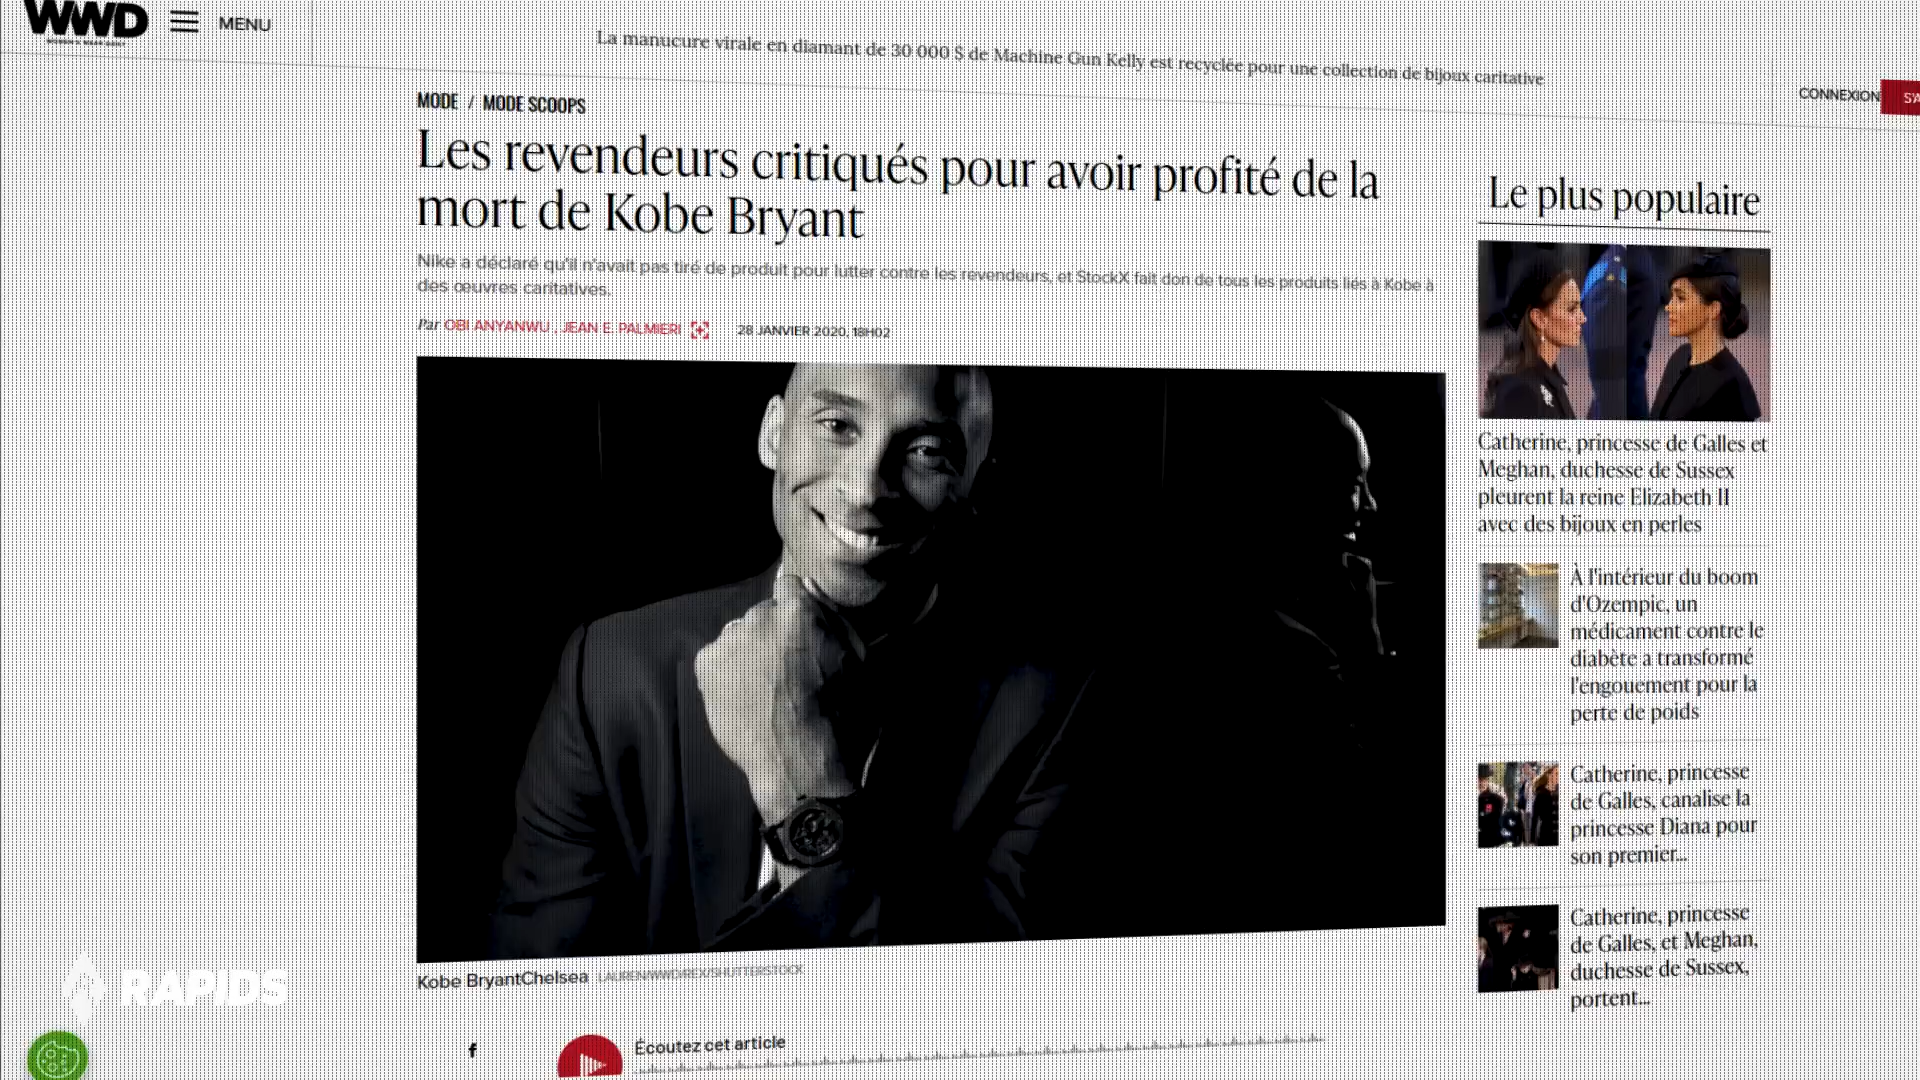 WWD
MENU
La manucure virale en diamant de 30 000 $ de Machine Gun Kelly est recyclée pour une collection de bijoux caritative
CONNEXION
MODE / MODE SCOOPS
Les revendeurs critiqués pour avoir profité de la
mort de Kobe Bryant
Nike a déclaré qu'il n'avait pas tiré de produit pour lutter contre les revendeurs, et StockX fait don de tous les produits liés à Kobe à
des œuvres caritatives.
Par OBI ANYANWU , JEAN E. PALMIERI
28 JANVIER 2020, 18H02
Kobe BryantChelsea LAUREN/WWD/REX/SHUTTERSTOCK
Écoutez cet article
Le plus populaire
Catherine, princesse de Galles et
Meghan, duchesse de Sussex
pleurent la reine Elizabeth II
avec des bijoux en perles
À l'intérieur du boom
d'Ozempic, un
médicament contre le
diabète a transformé
l'engouement pour la
perte de poids
Catherine, princesse
de Galles, canalise la
princesse Diana pour
son premier...
Catherine, princesse
de Galles, et Meghan,
duchesse de Sussex,
portent...
RAPIDS